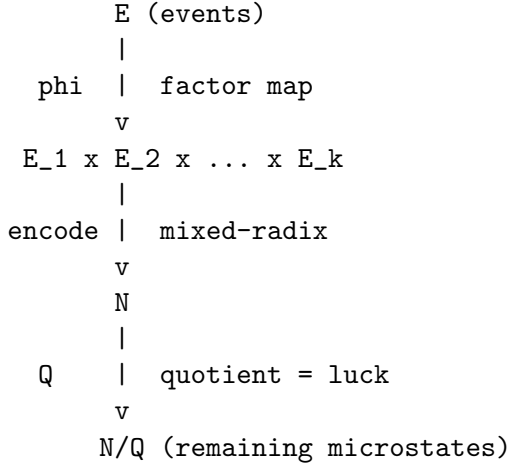 E (events)
|
phi | factor map
v
E_1 x E_2 x ... x E_k
|
encode | mixed-radix
v
N
|
Q | quotient = luck
v
N/Q (remaining microstates)